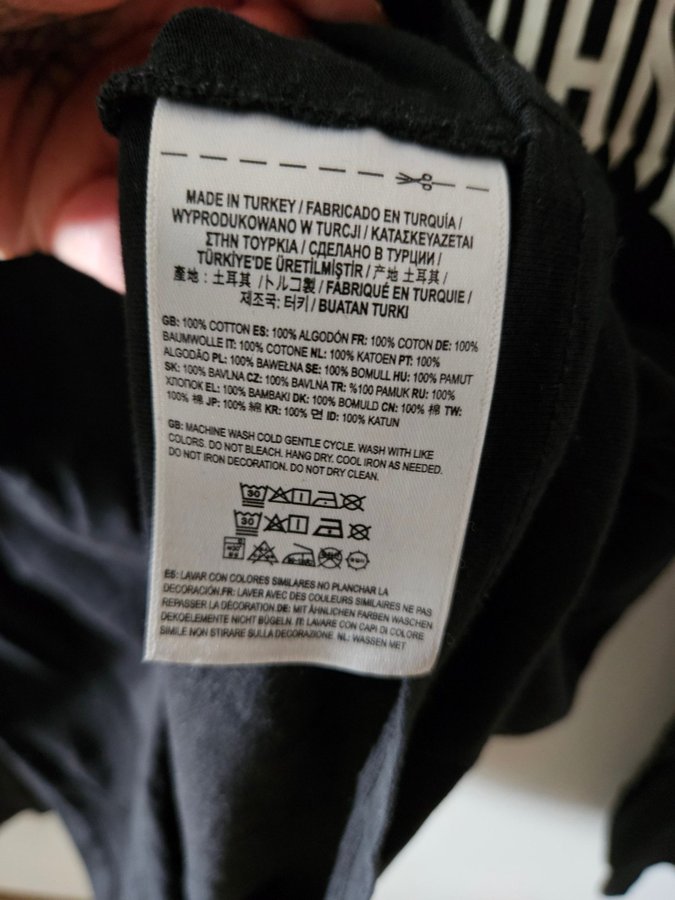 MADE IN TURKEY / FABRICADO EN TURQUÍA /
WYPRODUKOWANO W TURCJI / ΚΑΤΑΣΚΕΥΑΖΕΤΑΙ
ΣΤΗΝ ΤΟΥΡΚΙΑ / СДЕЛАНО В ТУРЦИИ /
TÜRKİYE'DE ÜRETİLMİŞTİR / 产地 土耳其 /
產地 : 土耳其 /トルコ製 / FABRIQUÉ EN TURQUIE /
제조국: 터키 / BUATAN TURKI
GB: 100% COTTON ES: 100% ALGODÓN FR: 100% COTON DE: 100%
BAUMWOLLE IT: 100% COTONE NL: 100% KATOEN PT: 100%
ALGODÃO PL: 100% BAWEŁNA SE: 100% BOMULL HU: 100% PAMUT
SK: 100% BAVLNA CZ: 100% BAVLNA TR: %100 PAMUK RU: 100%
ХЛОПОК EL: 100% ΒΑΜΒΑΚΙ DK: 100% BOMULD CN: 100% 棉 TW:
100% 棉 JP: 100% 綿 KR: 100% 면 ID: 100% KATUN
GB: MACHINE WASH COLD GENTLE CYCLE. WASH WITH LIKE
COLORS. DO NOT BLEACH. HANG DRY. COOL IRON AS NEEDED.
DO NOT IRON DECORATION. DO NOT DRY CLEAN.
30
30
ES: LAVAR CON COLORES SIMILARES NO PLANCHAR LA
DECORACIÓN.FR: LAVER AVEC DES COULEURS SIMILAIRES NE PAS
REPASSER LA DÉCORATION.DE: MIT ÄHNLICHEN FARBEN WASCHEN
DEKOELEMENTE NICHT BÜGELN. IT: LAVARE CON CAPI DI COLORE
SIMILE NON STIRARE SULLA DECORAZIONE NL: WASSEN MET